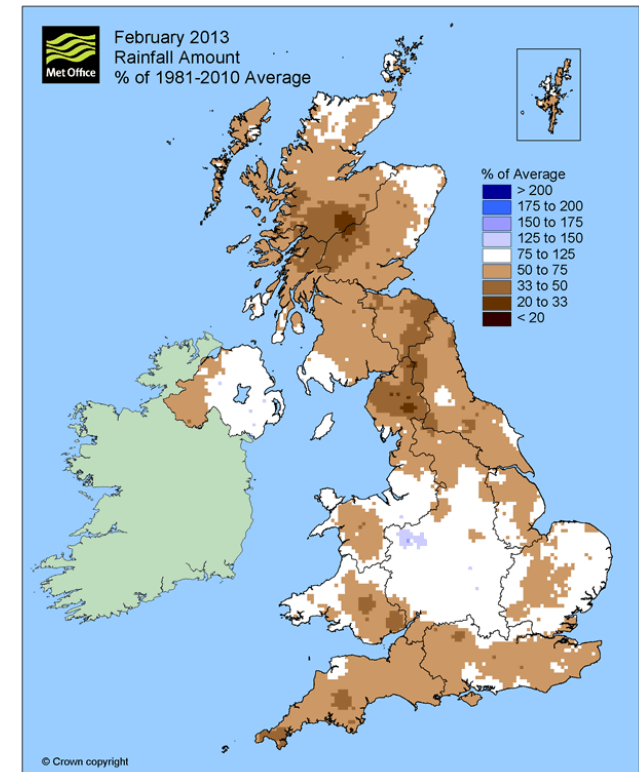 Met Office
February 2013
Rainfall Amount
% of 1981-2010 Average
% of Average
> 200
175 to 200
150 to 175
125 to 150
75 to 125
50 to 75
33 to 50
20 to 33
< 20
© Crown copyright